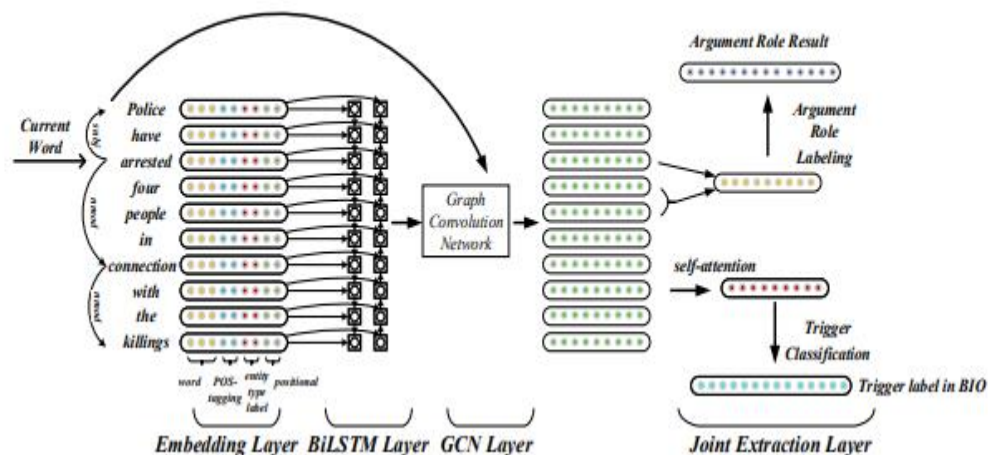 Argument Role Result
Argument
Role
Labeling
Current
Word
nsubj
nmod
nmod
Police
have
arrested
four
people
in
connection
with
the
killings
Graph
Convolution
Network
self-attention
Trigger
Classification
Trigger label in BIO
word
POS-
tagging
entity
type
label
positional
Embedding Layer
BiLSTM Layer
GCN Layer
Joint Extraction Layer